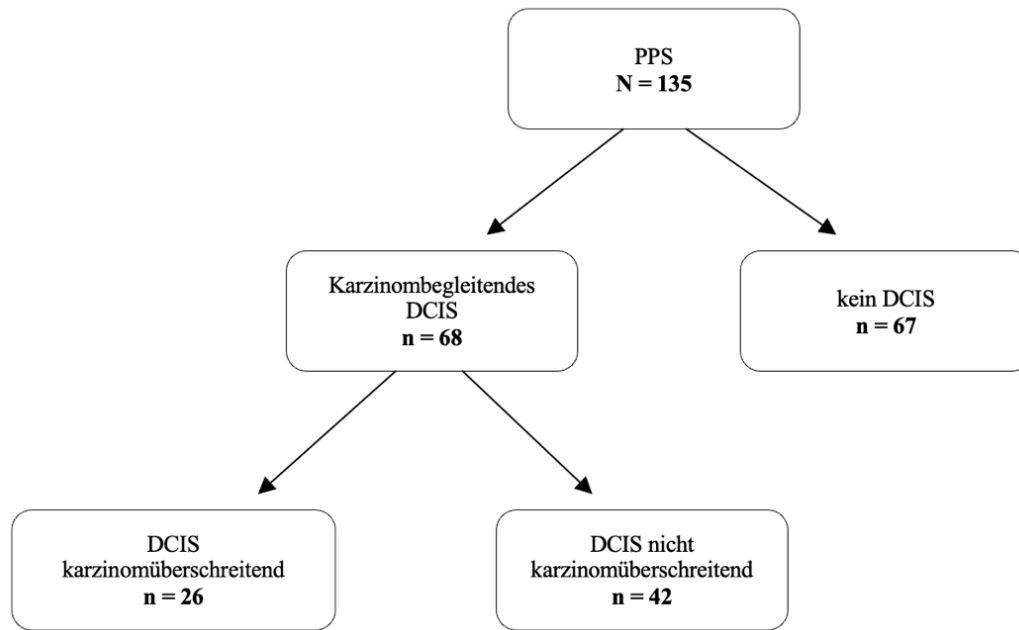 PPS
N = 135
Karzinombegleitendes
DCIS
n = 68
kein DCIS
n = 67
DCIS
karzinomüberschreitend
n = 26
DCIS nicht
karzinomüberschreitend
n = 42